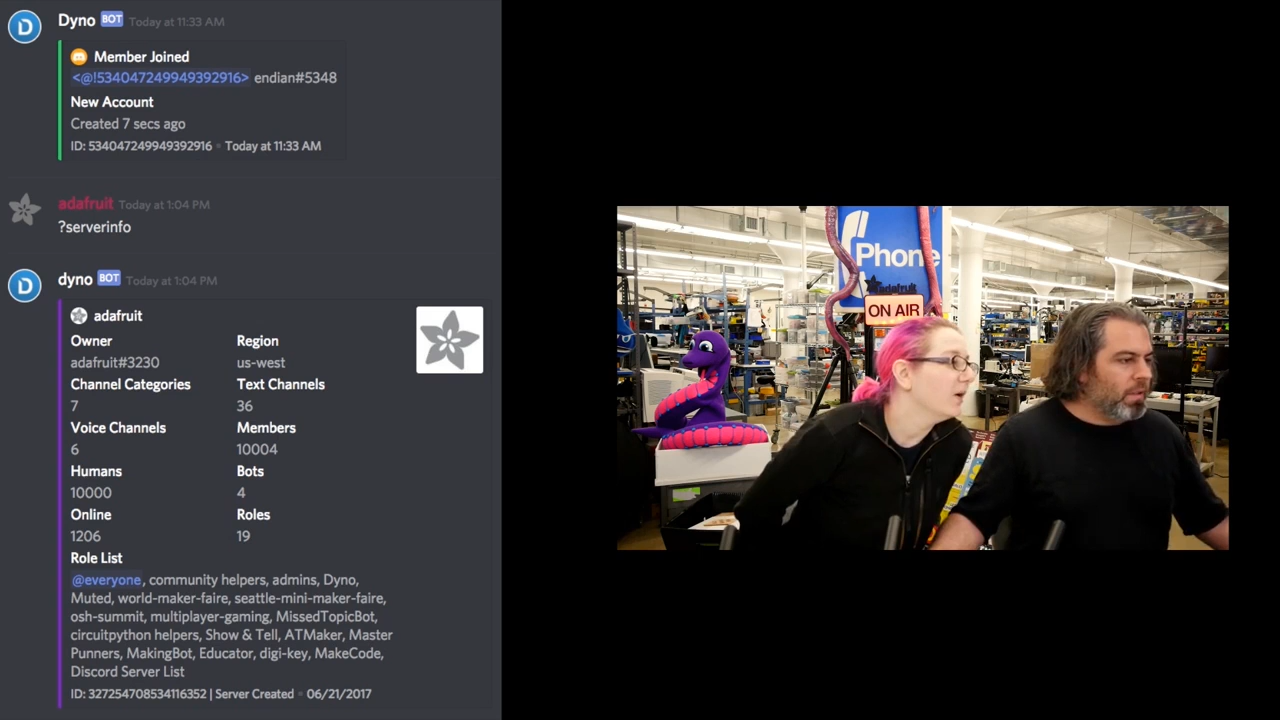 Dyno BOT Today at 11:33 AM
Member Joined
<@!534047249949392916> endian#5348
New Account
Created 7 secs ago
ID: 534047249949392916 • Today at 11:33 AM
adafruit Today at 1:04 PM
?serverinfo
dyno BOT Today at 1:04 PM
adafruit
Owner Region
adafruit#3230 us-west
Channel Categories Text Channels
7 36
Voice Channels Members
6 10004
Humans Bots
10000 4
Online Roles
1206 19
Role List
@everyone, community helpers, admins, Dyno,
Muted, world-maker-faire, seattle-mini-maker-faire,
osh-summit, multiplayer-gaming, MissedTopicBot,
circuitpython helpers, Show & Tell, ATMaker, Master
Punners, MakingBot, Educator, digi-key, MakeCode,
Discord Server List
ID: 327254708534116352 | Server Created • 06/21/2017
Phone
adafruit
ON AIR